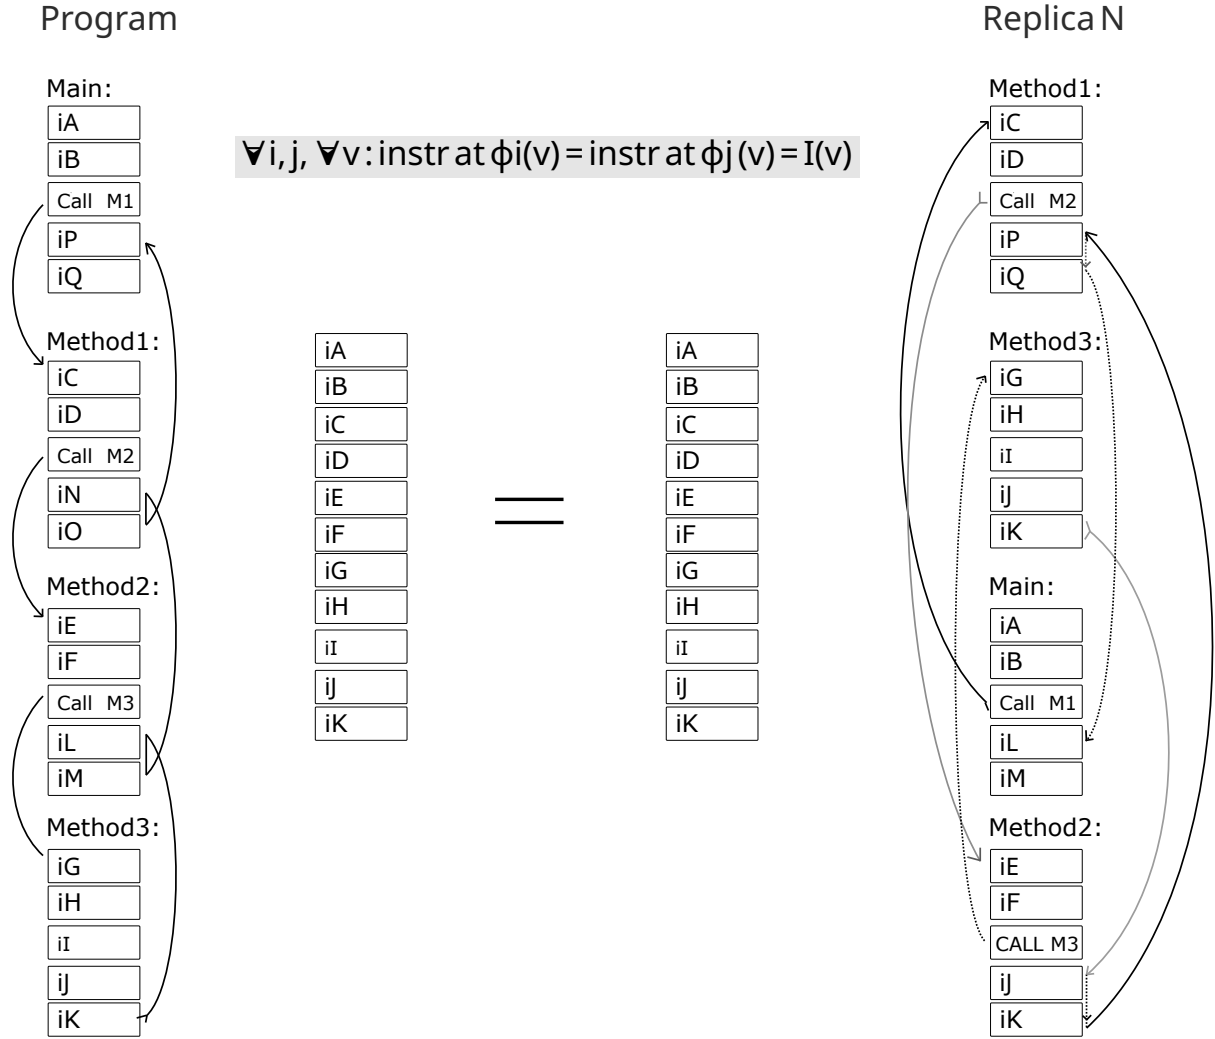 Program
Replica N
∀ i, j, ∀ v : instr at ϕi(v) = instr at ϕj (v) = I(v)
Main:
iA
iB
Call M1
iP
iQ
Method1:
iC
iD
Call M2
iN
iO
Method2:
iE
iF
Call M3
iL
iM
Method3:
iG
iH
iI
iJ
iK
iA
iB
iC
iD
iE
iF
iG
iH
iI
iJ
iK
=
iA
iB
iC
iD
iE
iF
iG
iH
iI
iJ
iK
Method1:
iC
iD
Call M2
iP
iQ
Method3:
iG
iH
iI
iJ
iK
Main:
iA
iB
Call M1
iL
iM
Method2:
iE
iF
CALL M3
iJ
iK